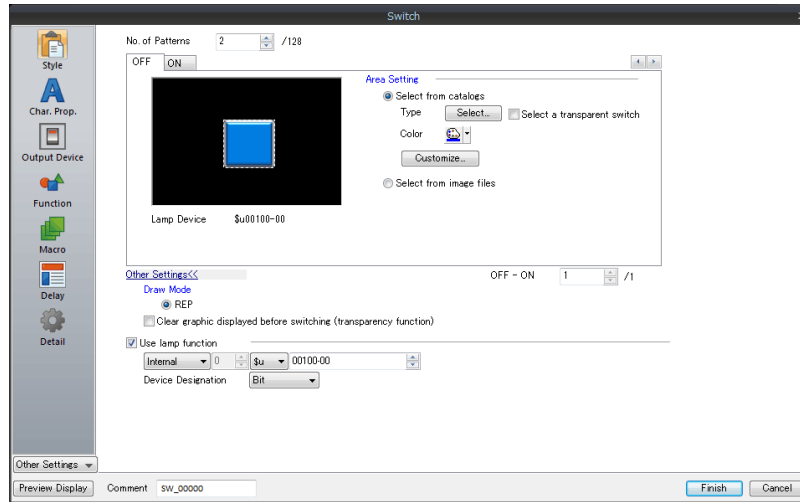 Switch
Style
Char. Prop.
Output Device
Function
Macro
Delay
Detail
Other Settings
No. of Patterns 2 /128
OFF ON
Area Setting
Select from catalogs
Type Select... Select a transparent switch
Color
Customize...
Select from image files
Lamp Device $u00100-00
Other Settings<< OFF - ON 1 /1
Draw Mode
REP
Clear graphic displayed before switching (transparency function)
Use lamp function
Internal 0 $u 00100-00
Device Designation Bit
Preview Display Comment SW_00000 Finish Cancel